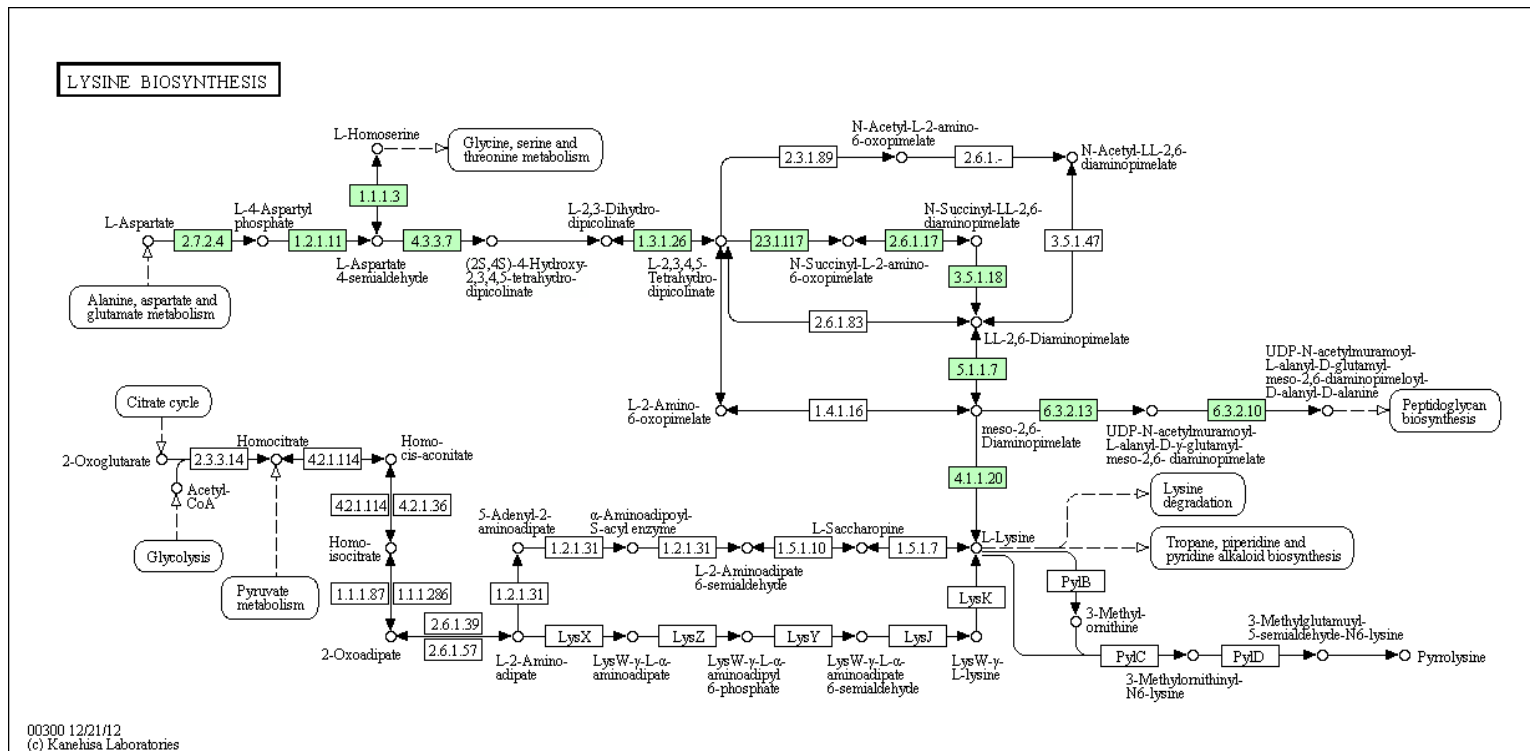 LYSINE BIOSYNTHESIS
L-Homoserine
Glycine, serine and
threonine metabolism
N-Acetyl-L-2-amino-
6-oxopimelate
2.3.1.89
2.6.1.-
N-Acetyl-LL-2,6-
diaminopimelate
1.1.1.3
L-Aspartate
L-4-Aspartyl
phosphate
L-2,3-Dihydro-
dipicolinate
N-Succinyl-LL-2,6-
diaminopimelate
2.7.2.4
1.2.1.11
4.3.3.7
1.3.1.26
2.3.1.117
2.6.1.17
3.5.1.47
L-Aspartate
4-semialdehyde
(2S,4S)-4-Hydroxy-
2,3,4,5-tetrahydro-
dipicolinate
L-2,3,4,5-
Tetrahydro-
dipicolinate
N-Succinyl-L-2-amino-
6-oxopimelate
3.5.1.18
Alanine, aspartate and
glutamate metabolism
2.6.1.83
LL-2,6-Diaminopimelate
5.1.1.7
UDP-N-acetylmuramoyl-
L-alanyl-D-glutamyl-
meso-2,6-diaminopimeloyl-
D-alanyl-D-alanine
Citrate cycle
L-2-Amino-
6-oxopimelate
1.4.1.16
meso-2,6-
Diaminopimelate
6.3.2.13
UDP-N-acetylmuramoyl-
L-alanyl-D-γ-glutamyl-
meso-2,6- diaminopimelate
6.3.2.10
Peptidoglycan
biosynthesis
2-Oxoglutarate
2.3.3.14
Homocitrate
4.2.1.114
Homo-
cis-aconitate
Acetyl-
CoA
4.1.1.20
4.2.1.114
4.2.1.36
Lysine
degradation
Glycolysis
Homo-
isocitrate
5-Adenyl-2-
aminoadipate
α-Aminoadipoyl-
S-acyl enzyme
L-Saccharopine
1.2.1.31
1.2.1.31
1.5.1.10
1.5.1.7
L-Lysine
Tropane, piperidine and
pyridine alkaloid biosynthesis
L-2-Aminoadipate
6-semialdehyde
Pyruvate
metabolism
1.1.1.87
1.1.1.286
1.2.1.31
LysK
PylB
3-Methyl-
ornithine
2.6.1.39
2.6.1.57
2-Oxoadipate
L-2-Amino-
adipate
LysX
LysZ
LysY
LysJ
LysW-γ-L-α-
aminoadipate
LysW-γ-L-α-
aminoadipyl
6-phosphate
LysW-γ-L-α-
aminoadipate
6-semialdehyde
LysW-γ-
L-lysine
PylC
PylD
3-Methylglutamuyl-
5-semialdehyde-N6-lysine
Pyrrolysine
3-Methylornithinyl-
N6-lysine
00300 12/21/12
(c) Kanehisa Laboratories